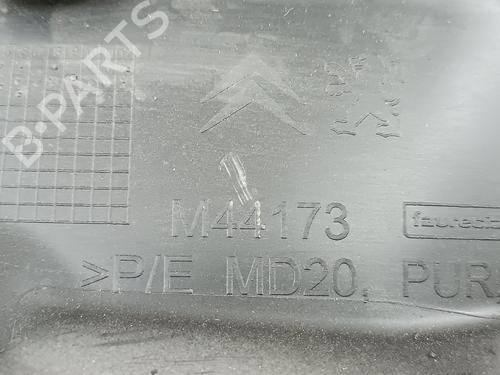 B-PARTS
M44173
faurecia
>P/E MD20, PUR